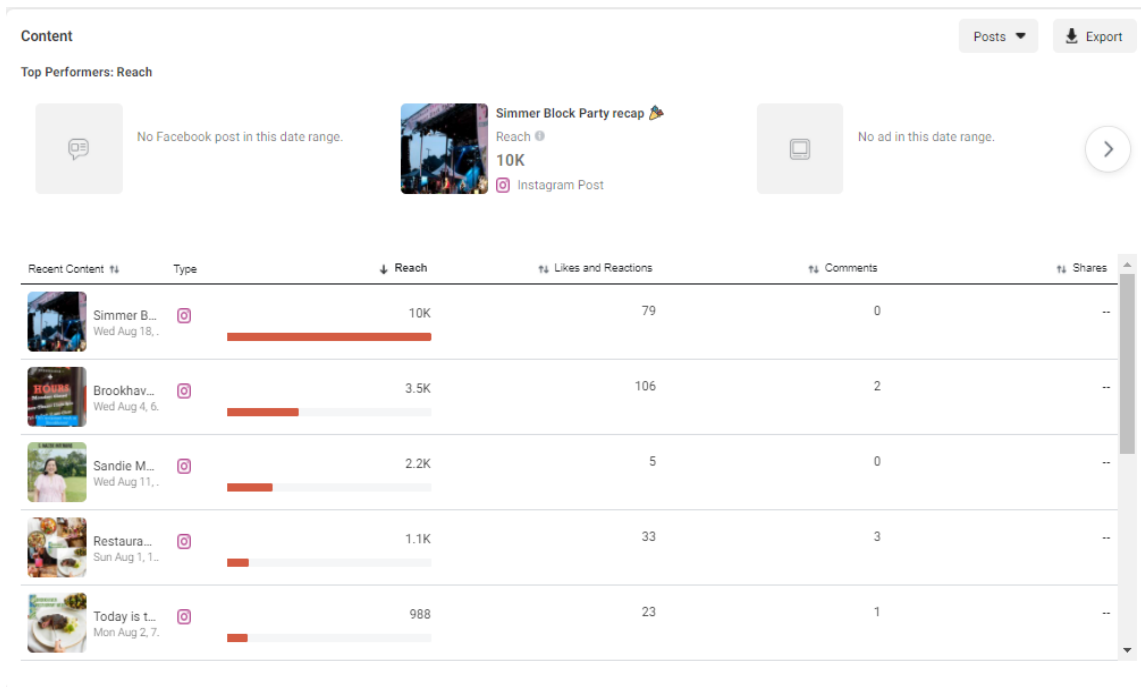 Content
Posts
Export
Top Performers: Reach
No Facebook post in this date range.
Simmer Block Party recap 🎉
Reach
10K
Instagram Post
No ad in this date range.
Recent Content Type Reach Likes and Reactions Comments Shares
Simmer B... 10K 79 0 --
Wed Aug 18, .
HOURS
Brookhav... 3.5K 106 2 --
Wed Aug 4, 6.
Sandie M... 2.2K 5 0 --
Wed Aug 11, .
Restaura... 1.1K 33 3 --
Sun Aug 1, 1...
Today is t... 988 23 1 --
Mon Aug 2, 7.